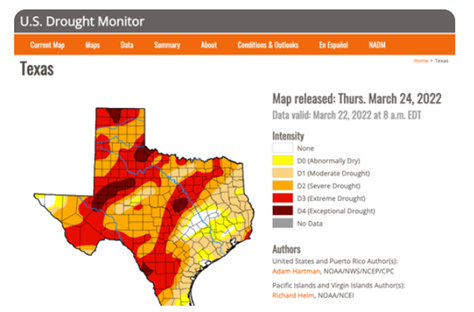 U.S. Drought Monitor
Current Map Maps Data Summary About Conditions & Outlooks En Español NADM
Home > Texas
Texas
Map released: Thurs. March 24, 2022
Data valid: March 22, 2022 at 8 a.m. EDT
Intensity
None
D0 (Abnormally Dry)
D1 (Moderate Drought)
D2 (Severe Drought)
D3 (Extreme Drought)
D4 (Exceptional Drought)
No Data
Authors
United States and Puerto Rico Author(s):
Adam Hartman, NOAA/NWS/NCEP/CPC
Pacific Islands and Virgin Islands Author(s):
Richard Heim, NOAA/NCEI